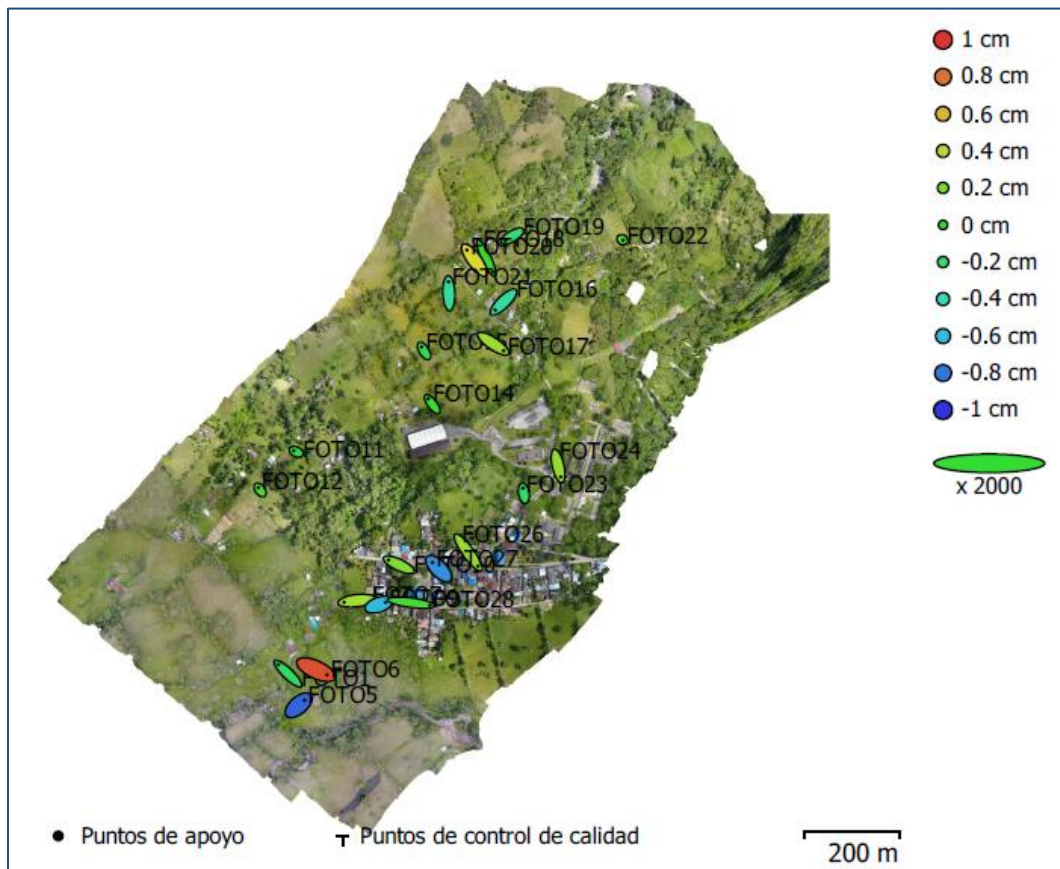 1 cm
0.8 cm
0.6 cm
0.4 cm
0.2 cm
0 cm
-0.2 cm
-0.4 cm
-0.6 cm
-0.8 cm
-1 cm
x 2000
FOTO19
FOTO22
FOTO20
FOTO21
FOTO16
FOTO17
FOTO14
FOTO11
FOTO24
FOTO12
FOTO23
FOTO26
FOTO28
FOTO6
FOTO5
Puntos de apoyo
Puntos de control de calidad
200 m